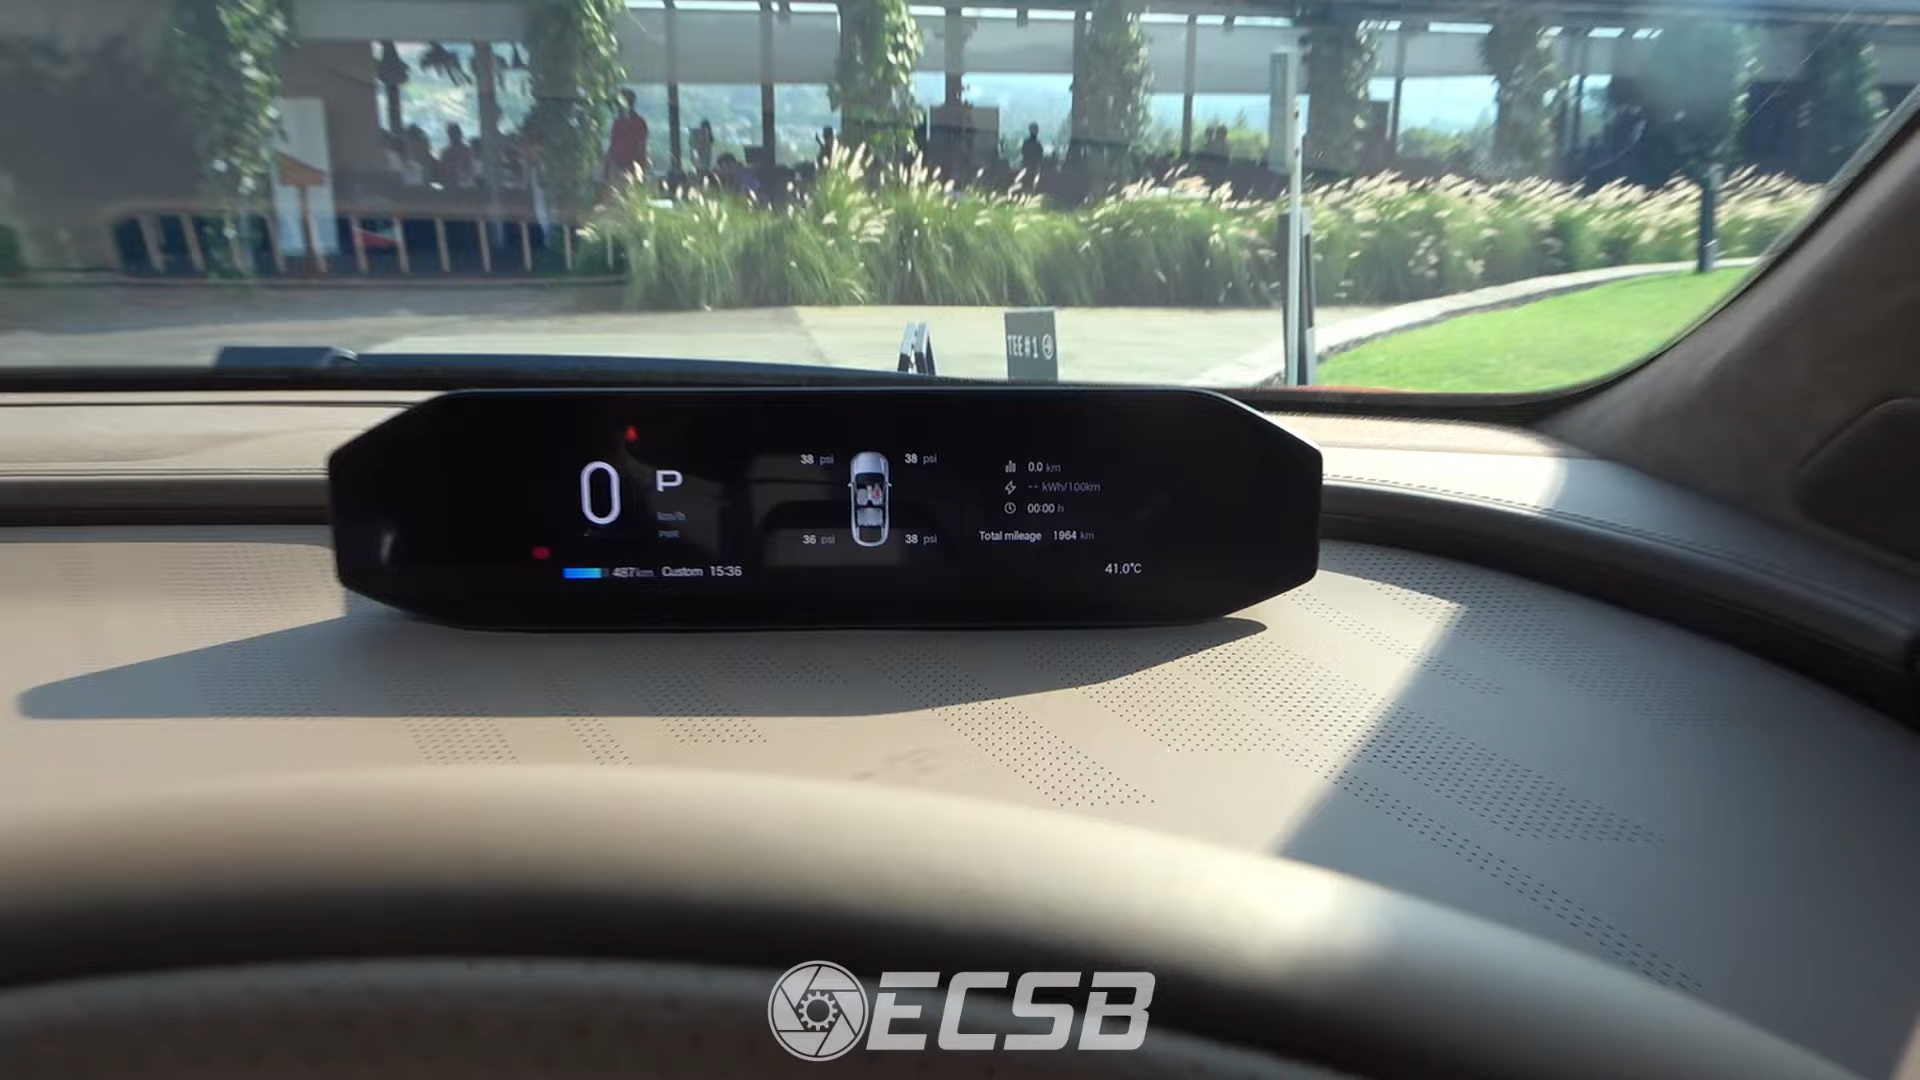 TEE#1
0 P
km/h
PWR
487km Custom 15:36
38 psi 38 psi
36 psi 38 psi
0.0 km
-- kWh/100km
00:00 h
Total mileage 1964 km
41.0°C
ECSB